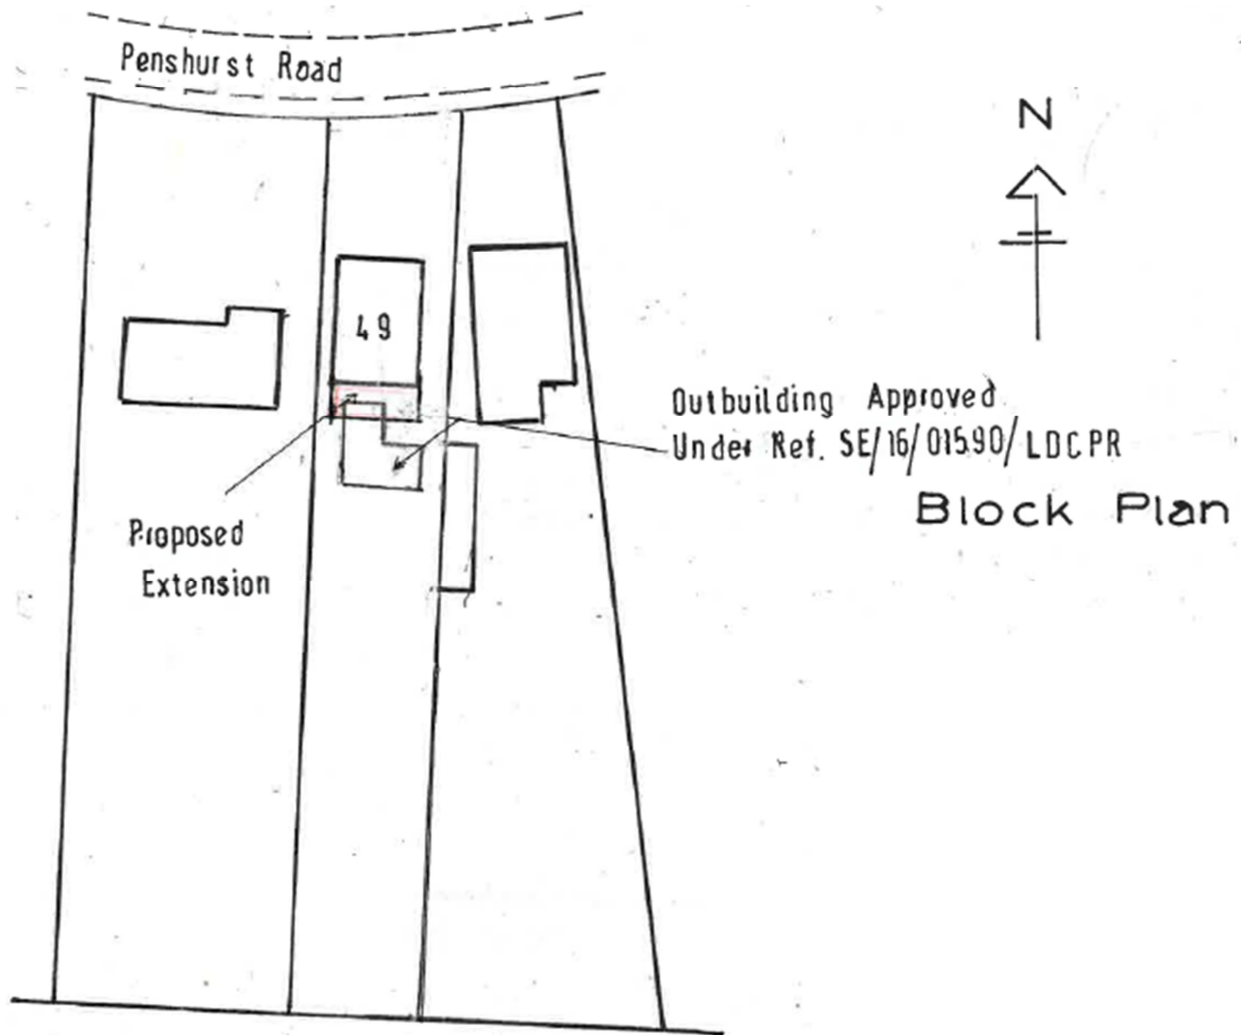 Penshurst Road
N
49
Outbuilding Approved
Under Ref. SE/16/01590/LDCPR
Block Plan
Proposed
Extension